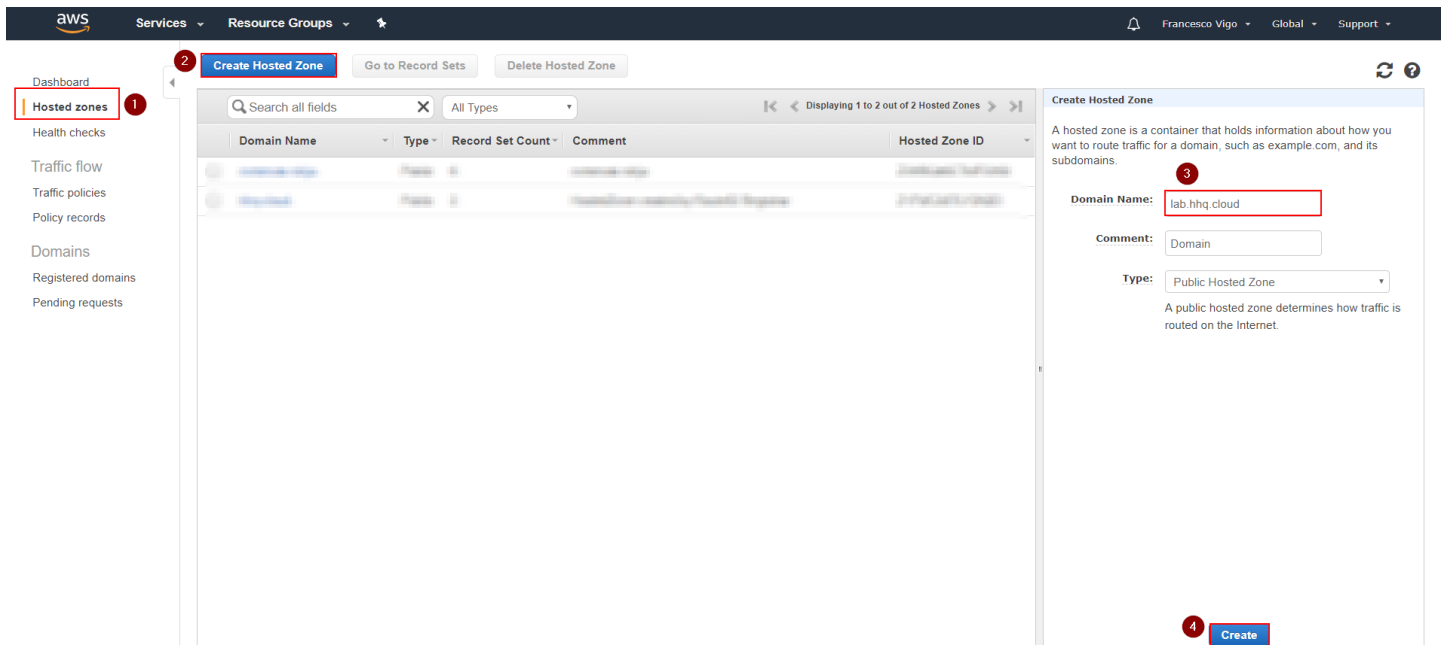 aws Services Resource Groups Francesco Vigo Global Support
Dashboard
1 Hosted zones
Health checks
Traffic flow
Traffic policies
Policy records
Domains
Registered domains
Pending requests
2 Create Hosted Zone Go to Record Sets Delete Hosted Zone
Search all fields All Types Displaying 1 to 2 out of 2 Hosted Zones
Domain Name Type Record Set Count Comment Hosted Zone ID
Create Hosted Zone
A hosted zone is a container that holds information about how you
want to route traffic for a domain, such as example.com, and its
subdomains.
3
Domain Name: lab.hhq.cloud
Comment: Domain
Type: Public Hosted Zone
A public hosted zone determines how traffic is
routed on the Internet.
4 Create